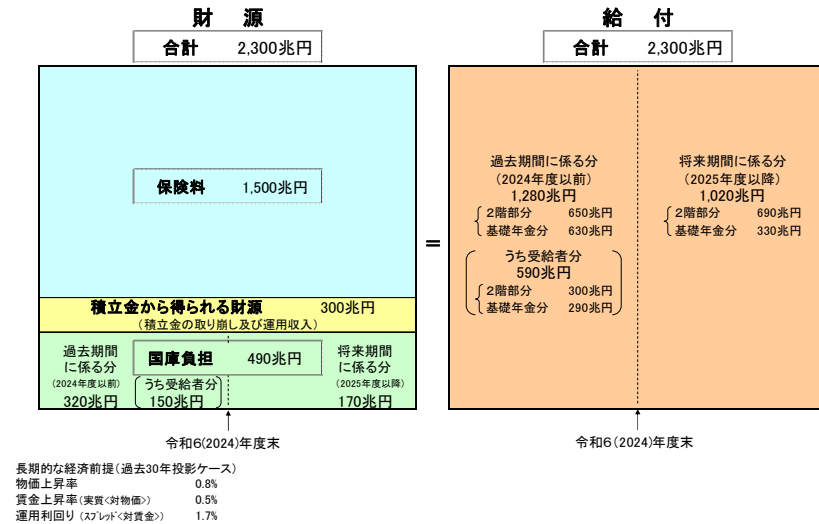 財　源
合計　2,300兆円
保険料　1,500兆円
積立金から得られる財源　300兆円
（積立金の取り崩し及び運用収入）
過去期間
に係る分
(2024年度以前)
320兆円
国庫負担　490兆円
うち受給者分
150兆円
将来期間
に係る分
(2025年度以降)
170兆円
令和6(2024)年度末
＝
給　付
合計　2,300兆円
過去期間に係る分
(2024年度以前)
1,280兆円
2階部分　650兆円
基礎年金分　630兆円
うち受給者分
590兆円
2階部分　300兆円
基礎年金分　290兆円
将来期間に係る分
(2025年度以降)
1,020兆円
2階部分　690兆円
基礎年金分　330兆円
令和6(2024)年度末
長期的な経済前提(過去30年投影ケース)
物価上昇率　0.8%
賃金上昇率(実質<対物価>)　0.5%
運用利回り(スプレッド<対賃金>)　1.7%